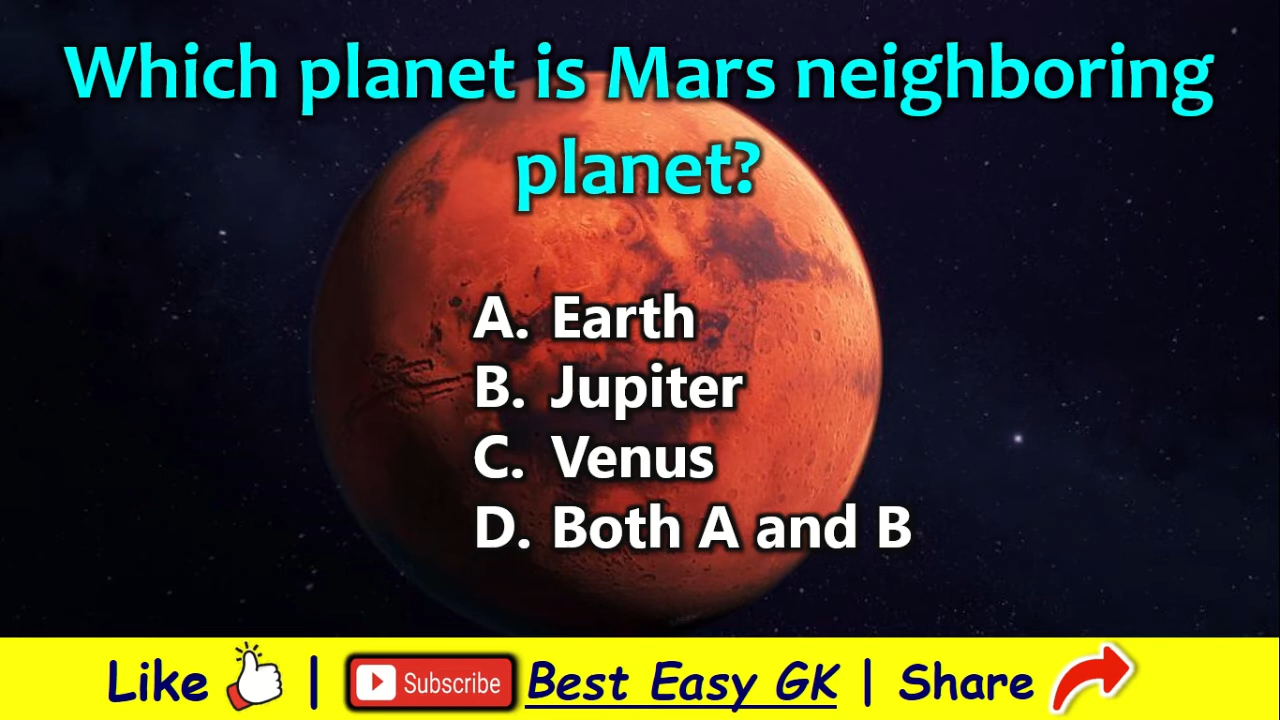 Which planet is Mars neighboring
planet?
A. Earth
B. Jupiter
C. Venus
D. Both A and B
Like | Subscribe Best Easy GK | Share